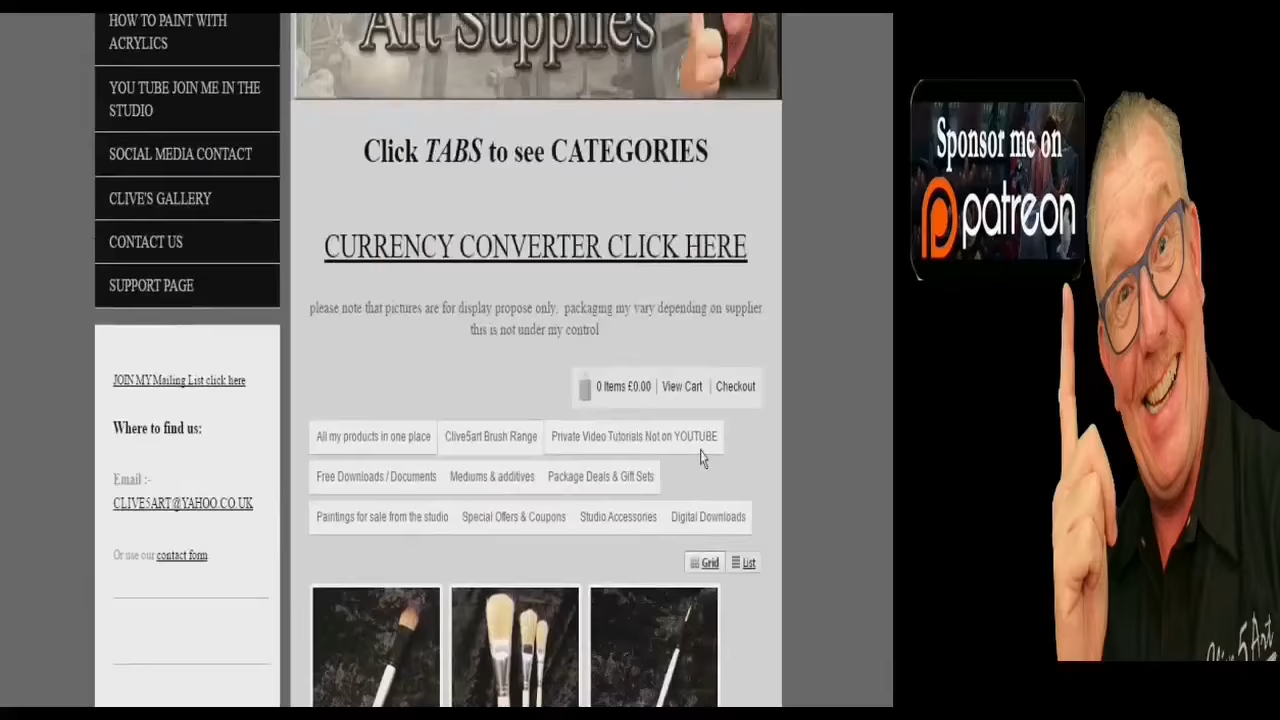 HOW TO PAINT WITH
ACRYLICS
YOU TUBE JOIN ME IN THE
STUDIO
SOCIAL MEDIA CONTACT
CLIVE'S GALLERY
CONTACT US
SUPPORT PAGE
JOIN MY Mailing List click here
Where to find us:
Email :-
CLIVE5ART@YAHOO.CO.UK
Or use our contact form
Art Supplies
Click TABS to see CATEGORIES
CURRENCY CONVERTER CLICK HERE
please note that pictures are for display propose only, packaging my vary depending on supplier
this is not under my control
0 Items £0.00 | View Cart | Checkout
All my products in one place
Clive5art Brush Range
Private Video Tutorials Not on YOUTUBE
Free Downloads / Documents
Mediums & additives
Package Deals & Gift Sets
Paintings for sale from the studio
Special Offers & Coupons
Studio Accessories
Digital Downloads
Grid
List
Sponsor me on
patreon
5 Art